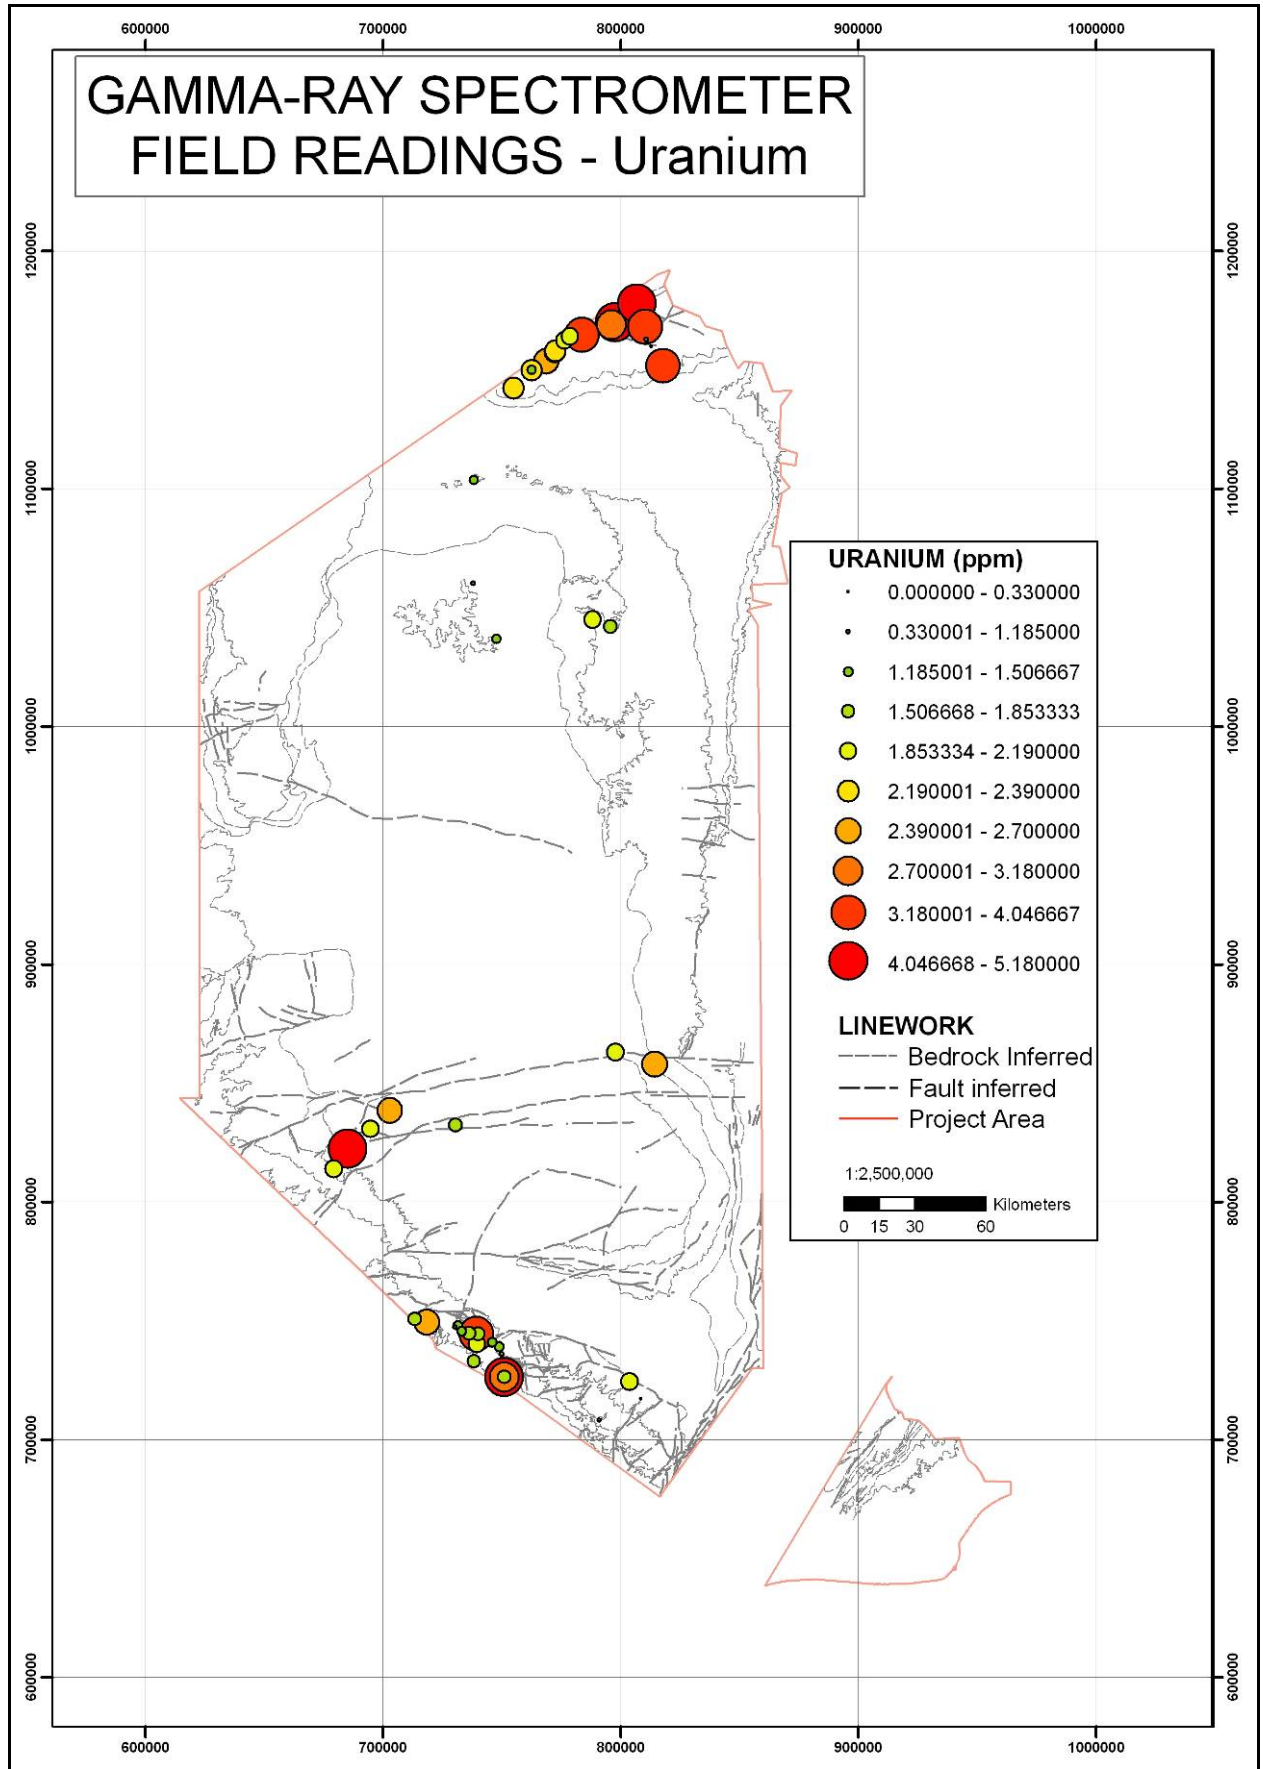 600000 700000 800000 900000 1000000
GAMMA-RAY SPECTROMETER
FIELD READINGS - Uranium
1200000 1200000
1100000 1100000
URANIUM (ppm)
0.000000 - 0.330000
0.330001 - 1.185000
1.185001 - 1.506667
1.506668 - 1.853333
1.853334 - 2.190000
2.190001 - 2.390000
2.390001 - 2.700000
2.700001 - 3.180000
3.180001 - 4.046667
4.046668 - 5.180000
1000000 1000000
900000 900000
LINEWORK
Bedrock Inferred
Fault inferred
Project Area
1:2,500,000
Kilometers
0 15 30 60
800000 800000
700000 700000
600000 600000
600000 700000 800000 900000 1000000